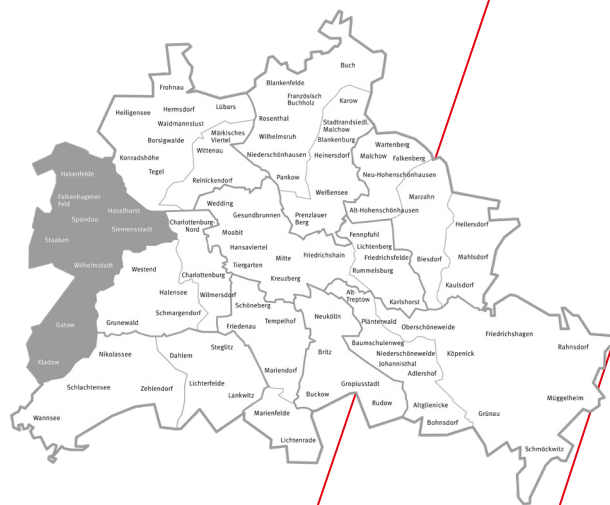 Buch
Frohnau
Blankenfelde
Französisch
Buchholz
Karow
Heiligensee
Hermsdorf
Lübars
Waidmannslust
Rosenthal
Stadtrandsiedl.
Malchow
Borsigwalde
Märkisches
Viertel
Wilhelmsruh
Blankenburg
Wartenberg
Konradshöhe
Wittenau
Niederschönhausen
Heinersdorf
Malchow
Falkenberg
Tegel
Hakenfelde
Reinickendorf
Pankow
Neu-Hohenschönhausen
Falkenhagener
Feld
Weißensee
Marzahn
Wedding
Haselhorst
Spandau
Gesundbrunnen
Prenzlauer
Berg
Alt-Hohenschönhausen
Hellersdorf
Siemensstadt
Charlottenburg-
Nord
Moabit
Staaken
Fennpfuhl
Hansaviertel
Lichtenberg
Mitte
Friedrichshain
Friedrichsfelde
Biesdorf
Mahlsdorf
Wilhelmstadt
Westend
Tiergarten
Rummelsburg
Charlottenburg
Kreuzberg
Kaulsdorf
Halensee
Wilmersdorf
Alt-
Treptow
Karlshorst
Schöneberg
Schmargendorf
Neukölln
Plänterwald
Gatow
Grunewald
Friedenau
Tempelhof
Oberschöneweide
Friedrichshagen
Baumschulenweg
Rahnsdorf
Nikolassee
Dahlem
Steglitz
Britz
Niederschöneweide
Köpenick
Kladow
Johannisthal
Mariendorf
Adlershof
Schlachtensee
Zehlendorf
Lichterfelde
Gropiusstadt
Lankwitz
Buckow
Müggelheim
Rudow
Altglienicke
Wannsee
Marienfelde
Grünau
Bohnsdorf
Lichtenrade
Schmöckwitz